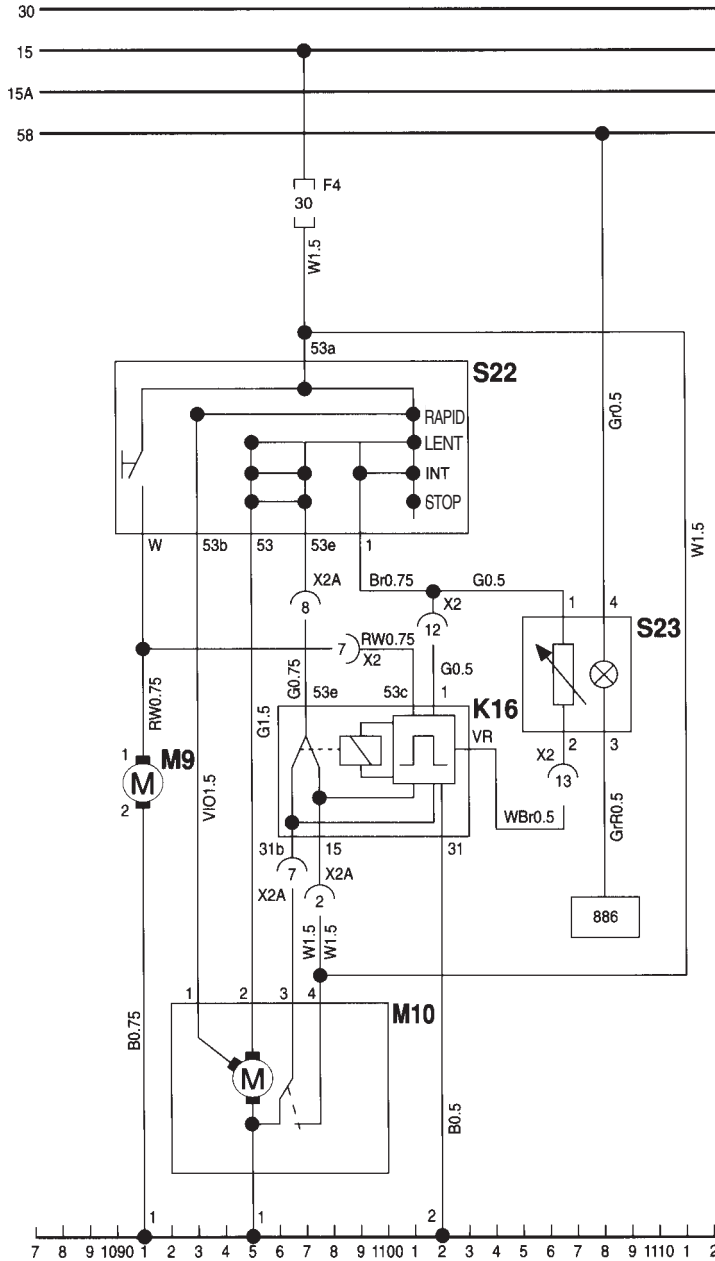 30
15
15A
58
F4
30
W1.5
53a
S22
RAPID
LENT
INT
STOP
Gr0.5
W1.5
W 53b 53 53e 1
X2A
8
Br0.75
G0.5
X2
12
1 4
S23
7
RW0.75
X2
G0.75
G0.5
RW0.75
53e 53c 1
G1.5
K16
VR
2 3
X2
13
1
M9
M
2
VIO1.5
WBr0.5
GrR0.5
31b 15 31
7
X2A
X2A
2
886
W1.5
W1.5
1 2 3 4
M10
B0.75
M
B0.5
1 1 2
7 8 9 1090 1 2 3 4 5 6 7 8 9 1100 1 2 3 4 5 6 7 8 9 1110 1 2